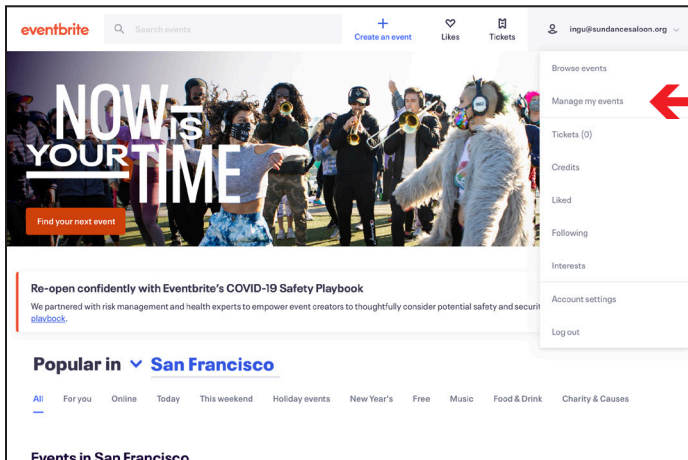 eventbrite
Search events
Create an event
Likes
Tickets
ingu@sundancesaloon.org
Browse events
Manage my events
Tickets (0)
Credits
Liked
Following
Interests
Account settings
Log out
NOW IS
YOUR TIME
Find your next event
Re-open confidently with Eventbrite's COVID-19 Safety Playbook
We partnered with risk management and health experts to empower event creators to thoughtfully consider potential safety and securit
playbook.
Popular in San Francisco
All For you Online Today This weekend Holiday events New Year's Free Music Food & Drink Charity & Causes
Events in San Francisco